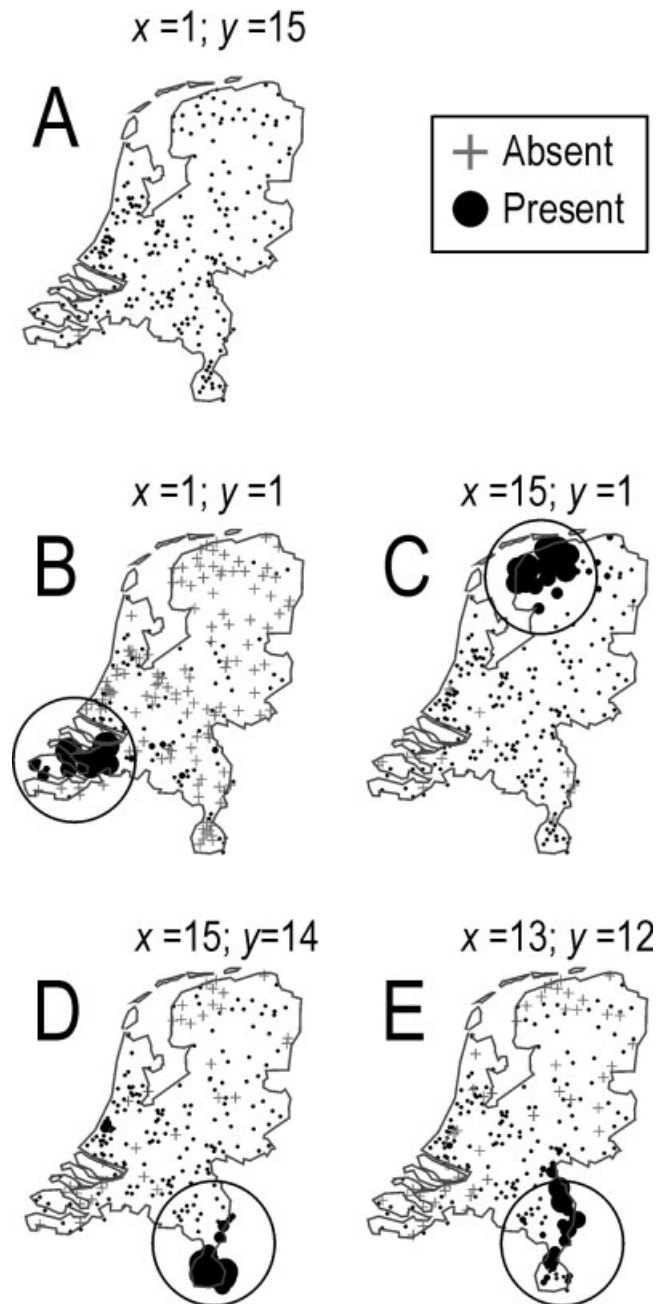 x =1; y =15
A
Absent
Present
x =1; y =1
B
x =15; y =1
C
x =15; y=14
D
x =13; y =12
E